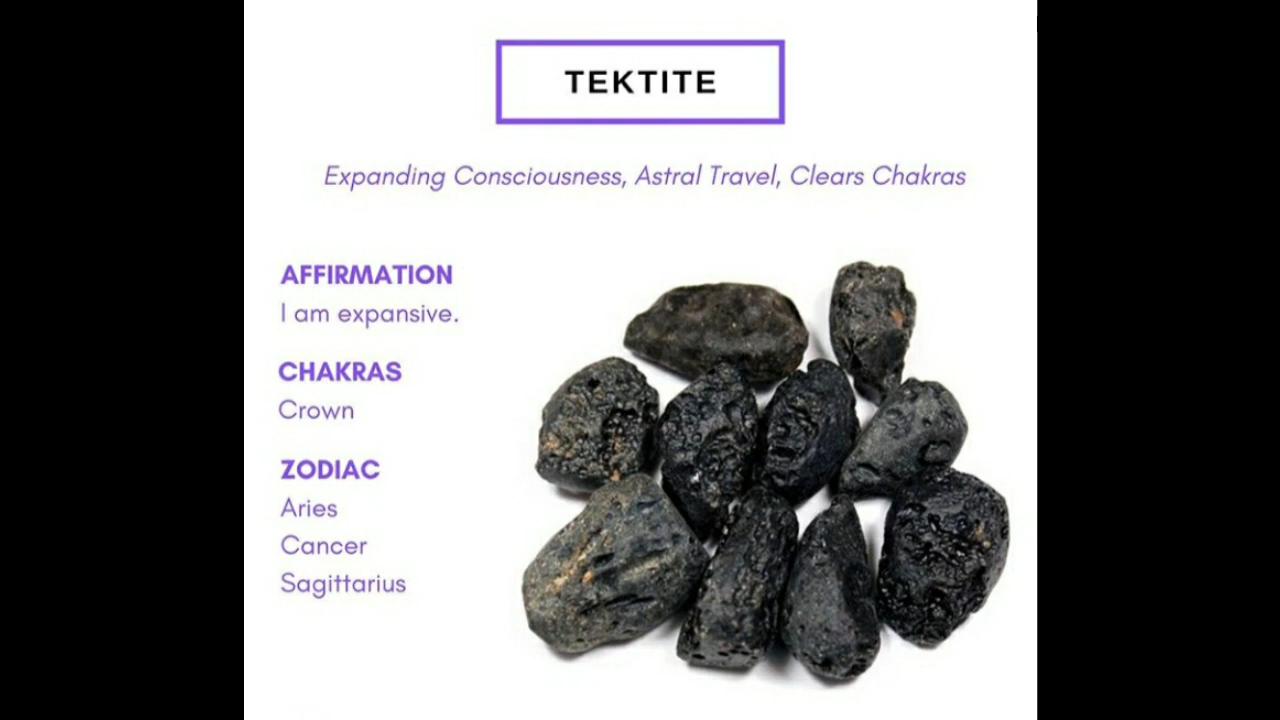 TEKTITE
Expanding Consciousness, Astral Travel, Clears Chakras
AFFIRMATION
I am expansive.
CHAKRAS
Crown
ZODIAC
Aries
Cancer
Sagittarius